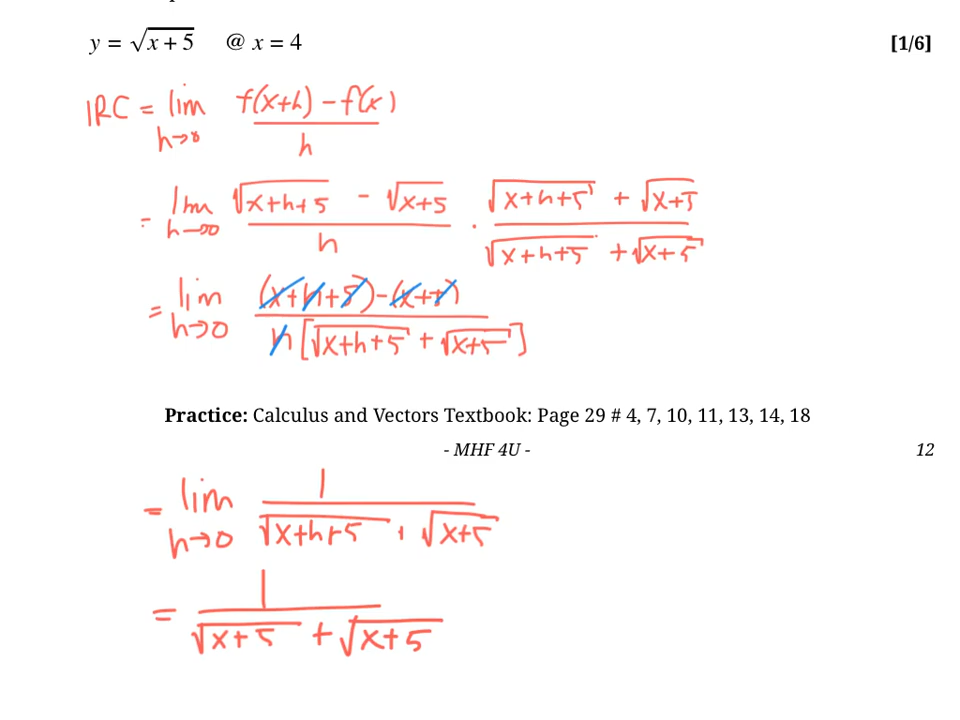 y = √(x + 5) @ x = 4 [1/6]
IRC = lim h→0 (f(x+h) - f(x)) / h
= lim h→0 (√(x+h+5) - √(x+5)) / h · (√(x+h+5) + √(x+5)) / (√(x+h+5) + √(x+5))
= lim h→0 ((x+h+5) - (x+5)) / (h[√(x+h+5) + √(x+5)])
Practice: Calculus and Vectors Textbook: Page 29 # 4, 7, 10, 11, 13, 14, 18
- MHF 4U - 12
= lim h→0 1 / (√(x+h+5) + √(x+5))
= 1 / (√(x+5) + √(x+5))